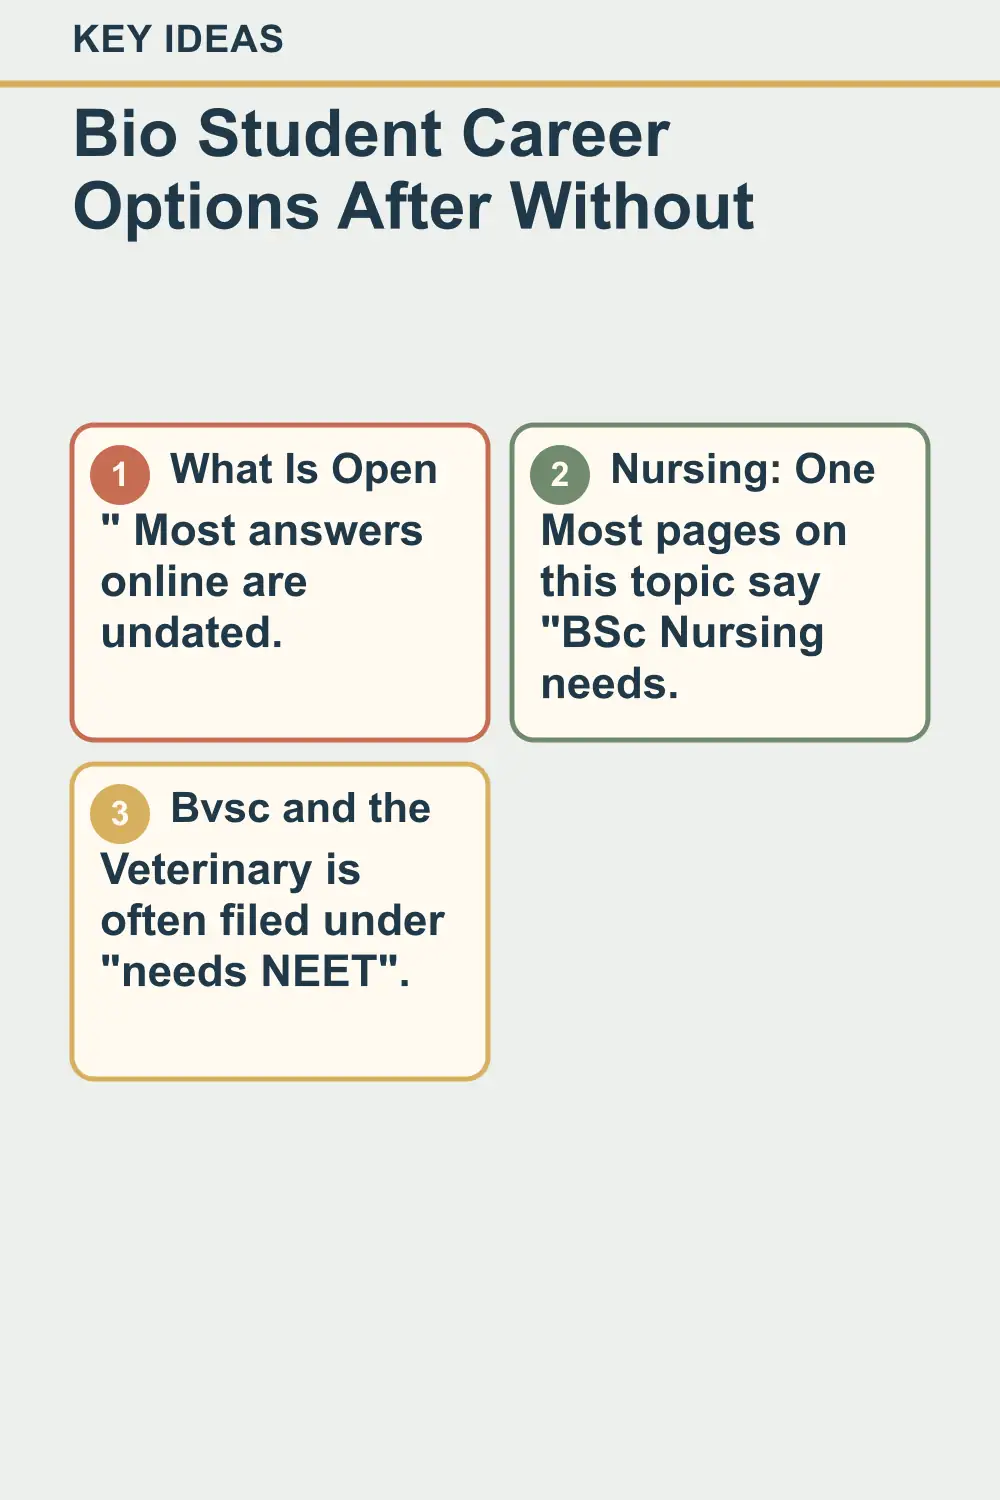 KEY IDEAS
Bio Student Career
Options After Without
1 What Is Open
" Most answers
online are
undated.
2 Nursing: One
Most pages on
this topic say
"BSc Nursing
needs.
3 Bvsc and the
Veterinary is
often filed under
"needs NEET".